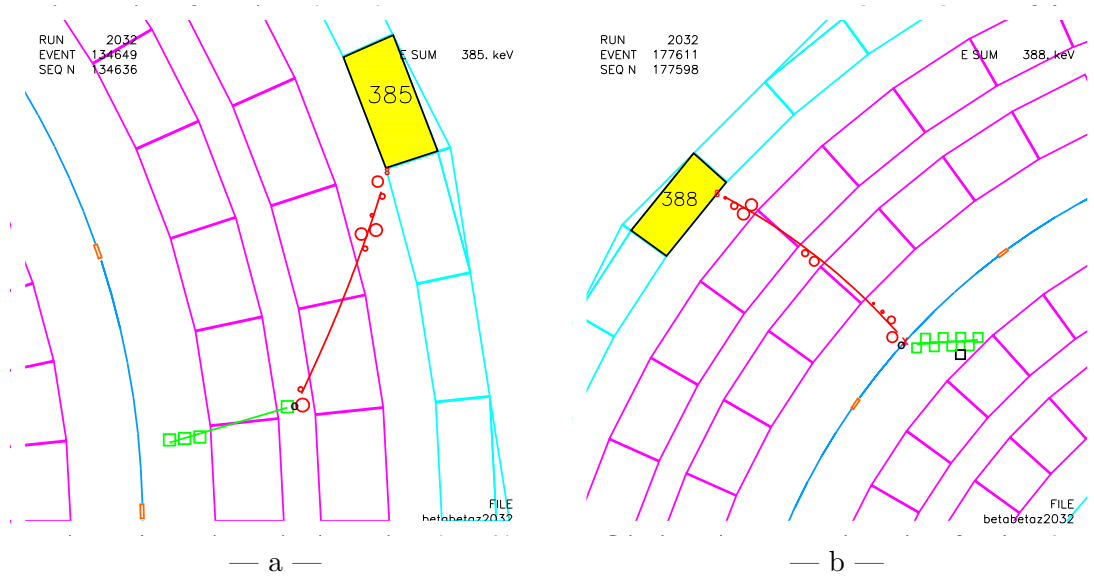 RUN 2032
EVENT 134649
SEQ N 134636
E SUM 385. keV
385
FILE
betabetaz2032
— a —
RUN 2032
EVENT 177611
SEQ N 177598
E SUM 388. keV
388
FILE
betabetaz2032
— b —